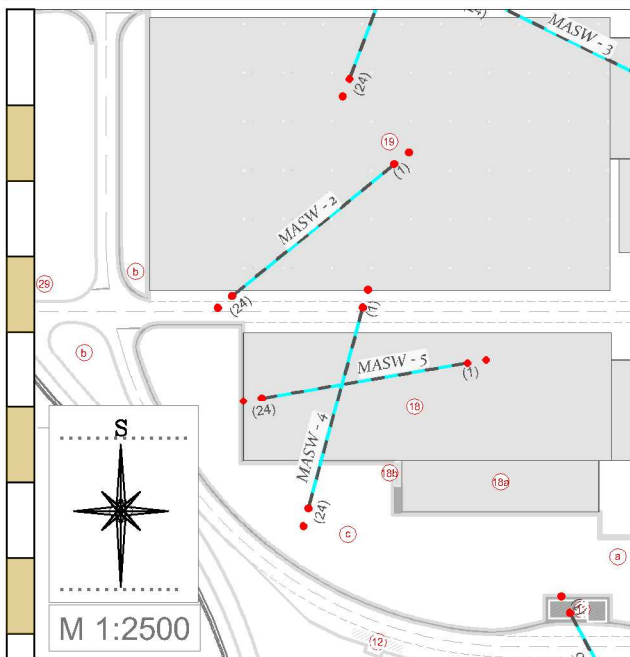 MASW - 3
(24)
19
(1)
MASW - 2
(24)
b
29
(1)
b
MASW - 5
(1)
(24)
18
MASW - 4
S
18b
18a
(24)
c
a
12
M 1:2500